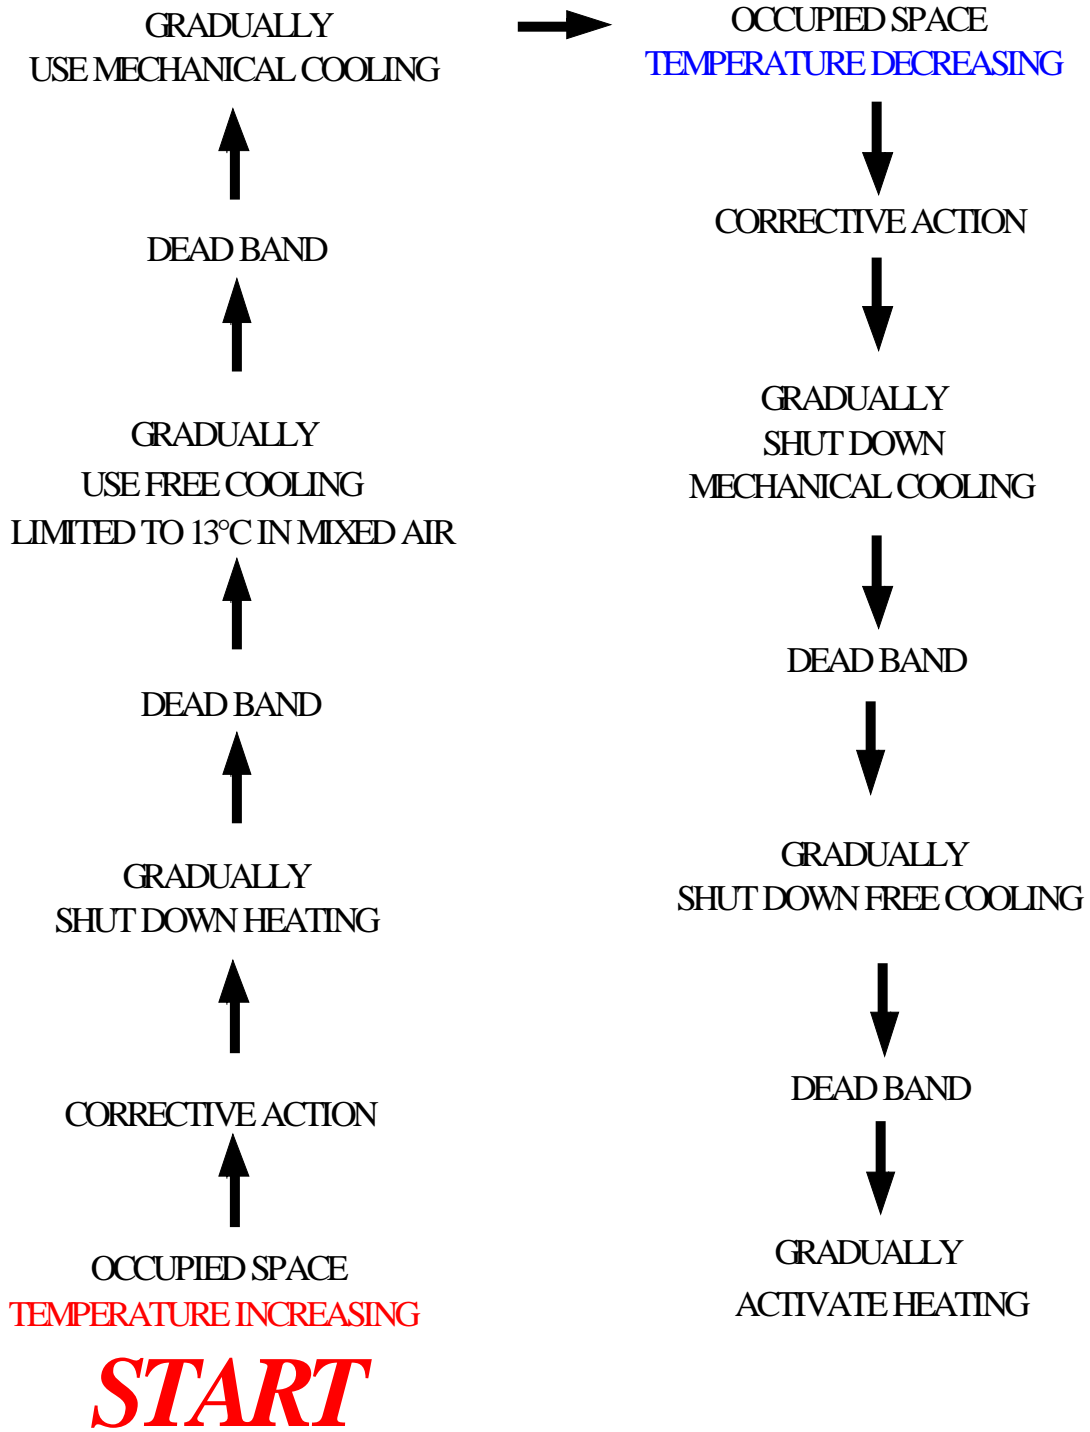 GRADUALLY
USE MECHANICAL COOLING
DEAD BAND
GRADUALLY
USE FREE COOLING
LIMITED TO 13°C IN MIXED AIR
DEAD BAND
GRADUALLY
SHUT DOWN HEATING
CORRECTIVE ACTION
OCCUPIED SPACE
TEMPERATURE INCREASING
START
OCCUPIED SPACE
TEMPERATURE DECREASING
CORRECTIVE ACTION
GRADUALLY
SHUT DOWN
MECHANICAL COOLING
DEAD BAND
GRADUALLY
SHUT DOWN FREE COOLING
DEAD BAND
GRADUALLY
ACTIVATE HEATING